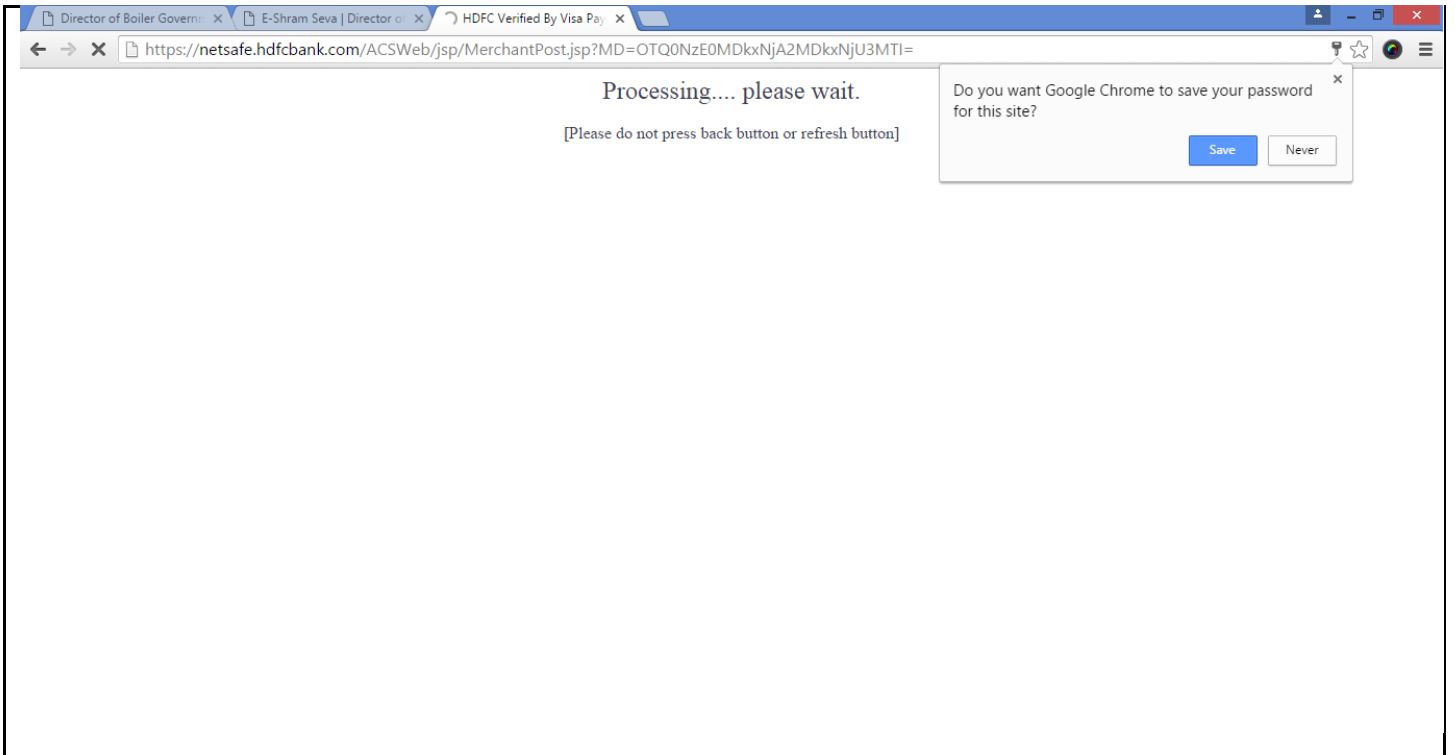 Director of Boiler Governm
E-Shram Seva | Director of
HDFC Verified By Visa Pay
https://netsafe.hdfcbank.com/ACSWeb/jsp/MerchantPost.jsp?MD=OTQ0NzE0MDkxNjA2MDkxNjU3MTI=
Processing.... please wait.
[Please do not press back button or refresh button]
Do you want Google Chrome to save your password
for this site?
Save
Never